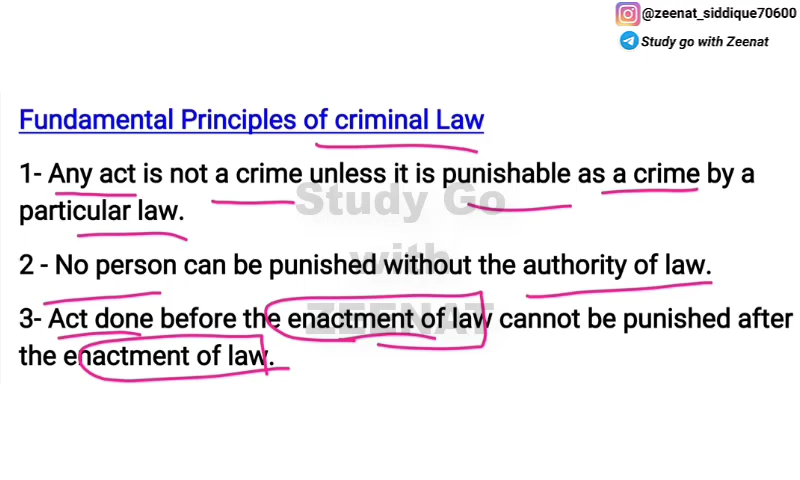 @zeenat_siddique70600
Study go with Zeenat
Fundamental Principles of criminal Law
1- Any act is not a crime unless it is punishable as a crime by a
particular law.
2 - No person can be punished without the authority of law.
3- Act done before the enactment of law cannot be punished after
the enactment of law.
Study Go
with
ZEENAT